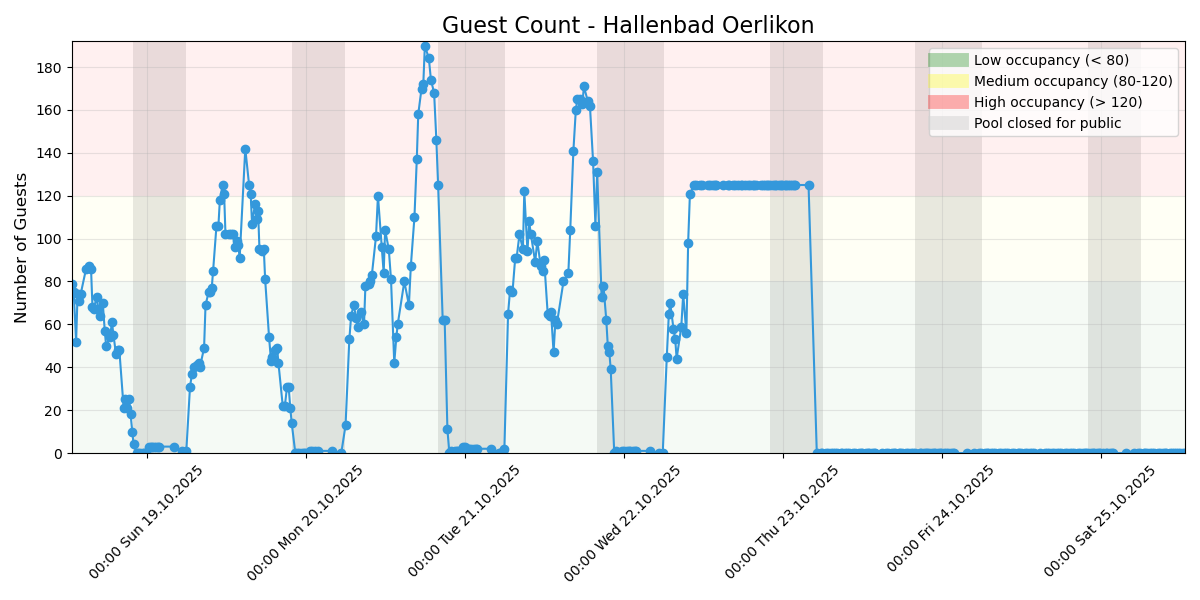 Guest Count - Hallenbad Oerlikon
Number of Guests
180
160
140
120
100
80
60
40
20
0
Low occupancy (< 80)
Medium occupancy (80-120)
High occupancy (> 120)
Pool closed for public
00:00 Sun 19.10.2025
00:00 Mon 20.10.2025
00:00 Tue 21.10.2025
00:00 Wed 22.10.2025
00:00 Thu 23.10.2025
00:00 Fri 24.10.2025
00:00 Sat 25.10.2025